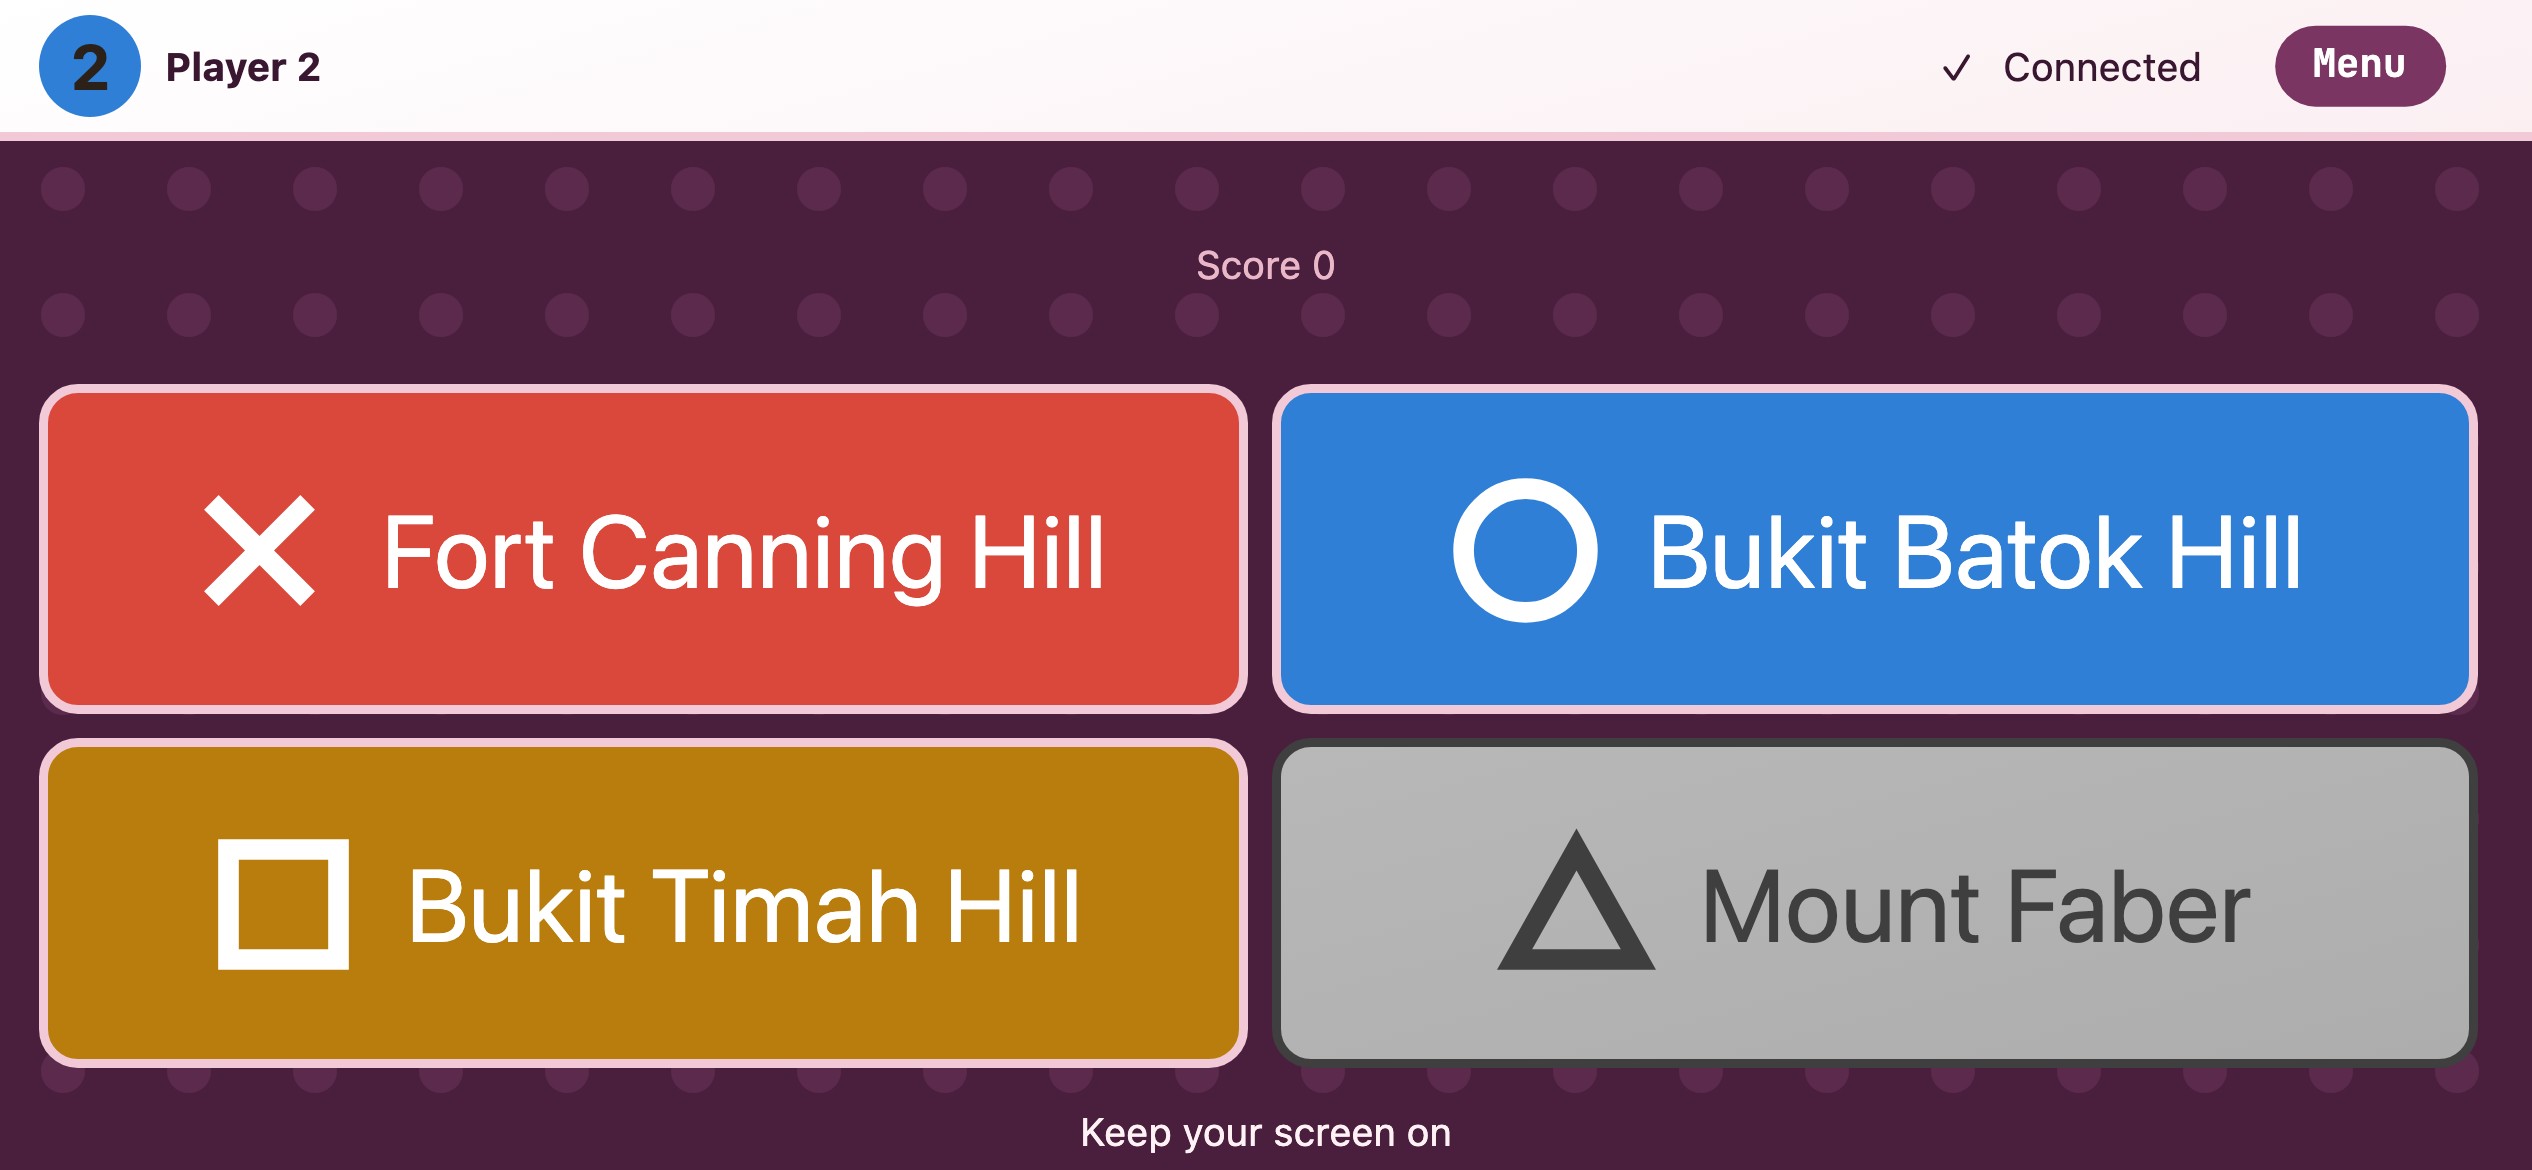 2 Player 2
✓ Connected
Menu
Score 0
Fort Canning Hill
Bukit Batok Hill
Bukit Timah Hill
Mount Faber
Keep your screen on